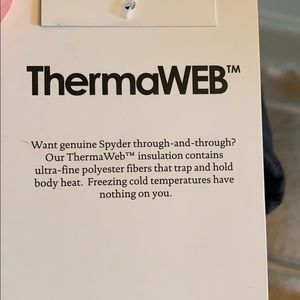 ThermaWEB™
Want genuine Spyder through-and-through?
Our ThermaWeb™ insulation contains
ultra-fine polyester fibers that trap and hold
body heat. Freezing cold temperatures have
nothing on you.